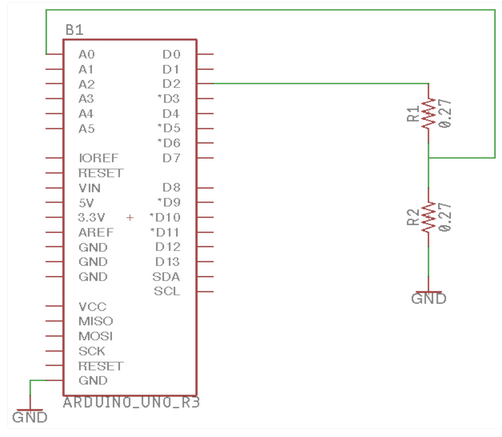 B1
A0 D0
A1 D1
A2 D2
A3 *D3
A4 D4
A5 *D5
*D6
IOREF D7
RESET
VIN D8
5V *D9
3.3V + *D10
AREF *D11
GND D12
GND D13
GND SDA
SCL
VCC
MISO
MOSI
SCK
RESET
GND
ARDUINO_UNO_R3
GND
R1
0.27
R2
0.27
GND